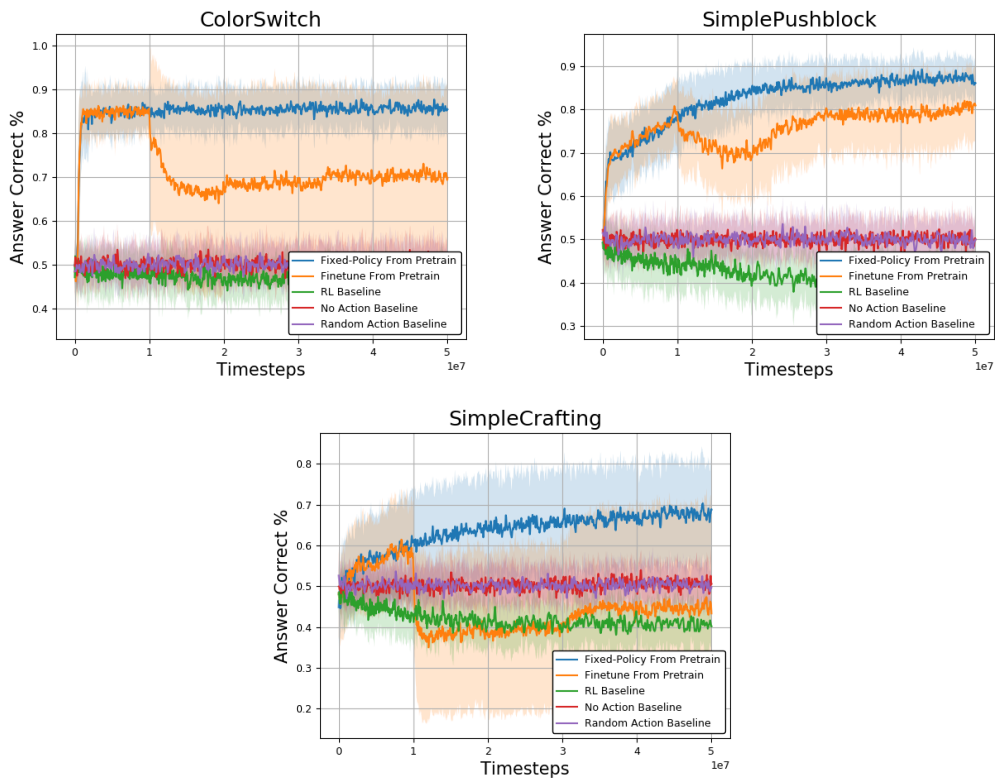 ColorSwitch
Answer Correct %
1.0
0.9
0.8
0.7
0.6
0.5
0.4
Fixed-Policy From Pretrain
Finetune From Pretrain
RL Baseline
No Action Baseline
Random Action Baseline
0 1 2 3 4 5
1e7
Timesteps
SimplePushblock
Answer Correct %
0.9
0.8
0.7
0.6
0.5
0.4
0.3
Fixed-Policy From Pretrain
Finetune From Pretrain
RL Baseline
No Action Baseline
Random Action Baseline
0 1 2 3 4 5
1e7
Timesteps
SimpleCrafting
Answer Correct %
0.8
0.7
0.6
0.5
0.4
0.3
0.2
Fixed-Policy From Pretrain
Finetune From Pretrain
RL Baseline
No Action Baseline
Random Action Baseline
0 1 2 3 4 5
1e7
Timesteps